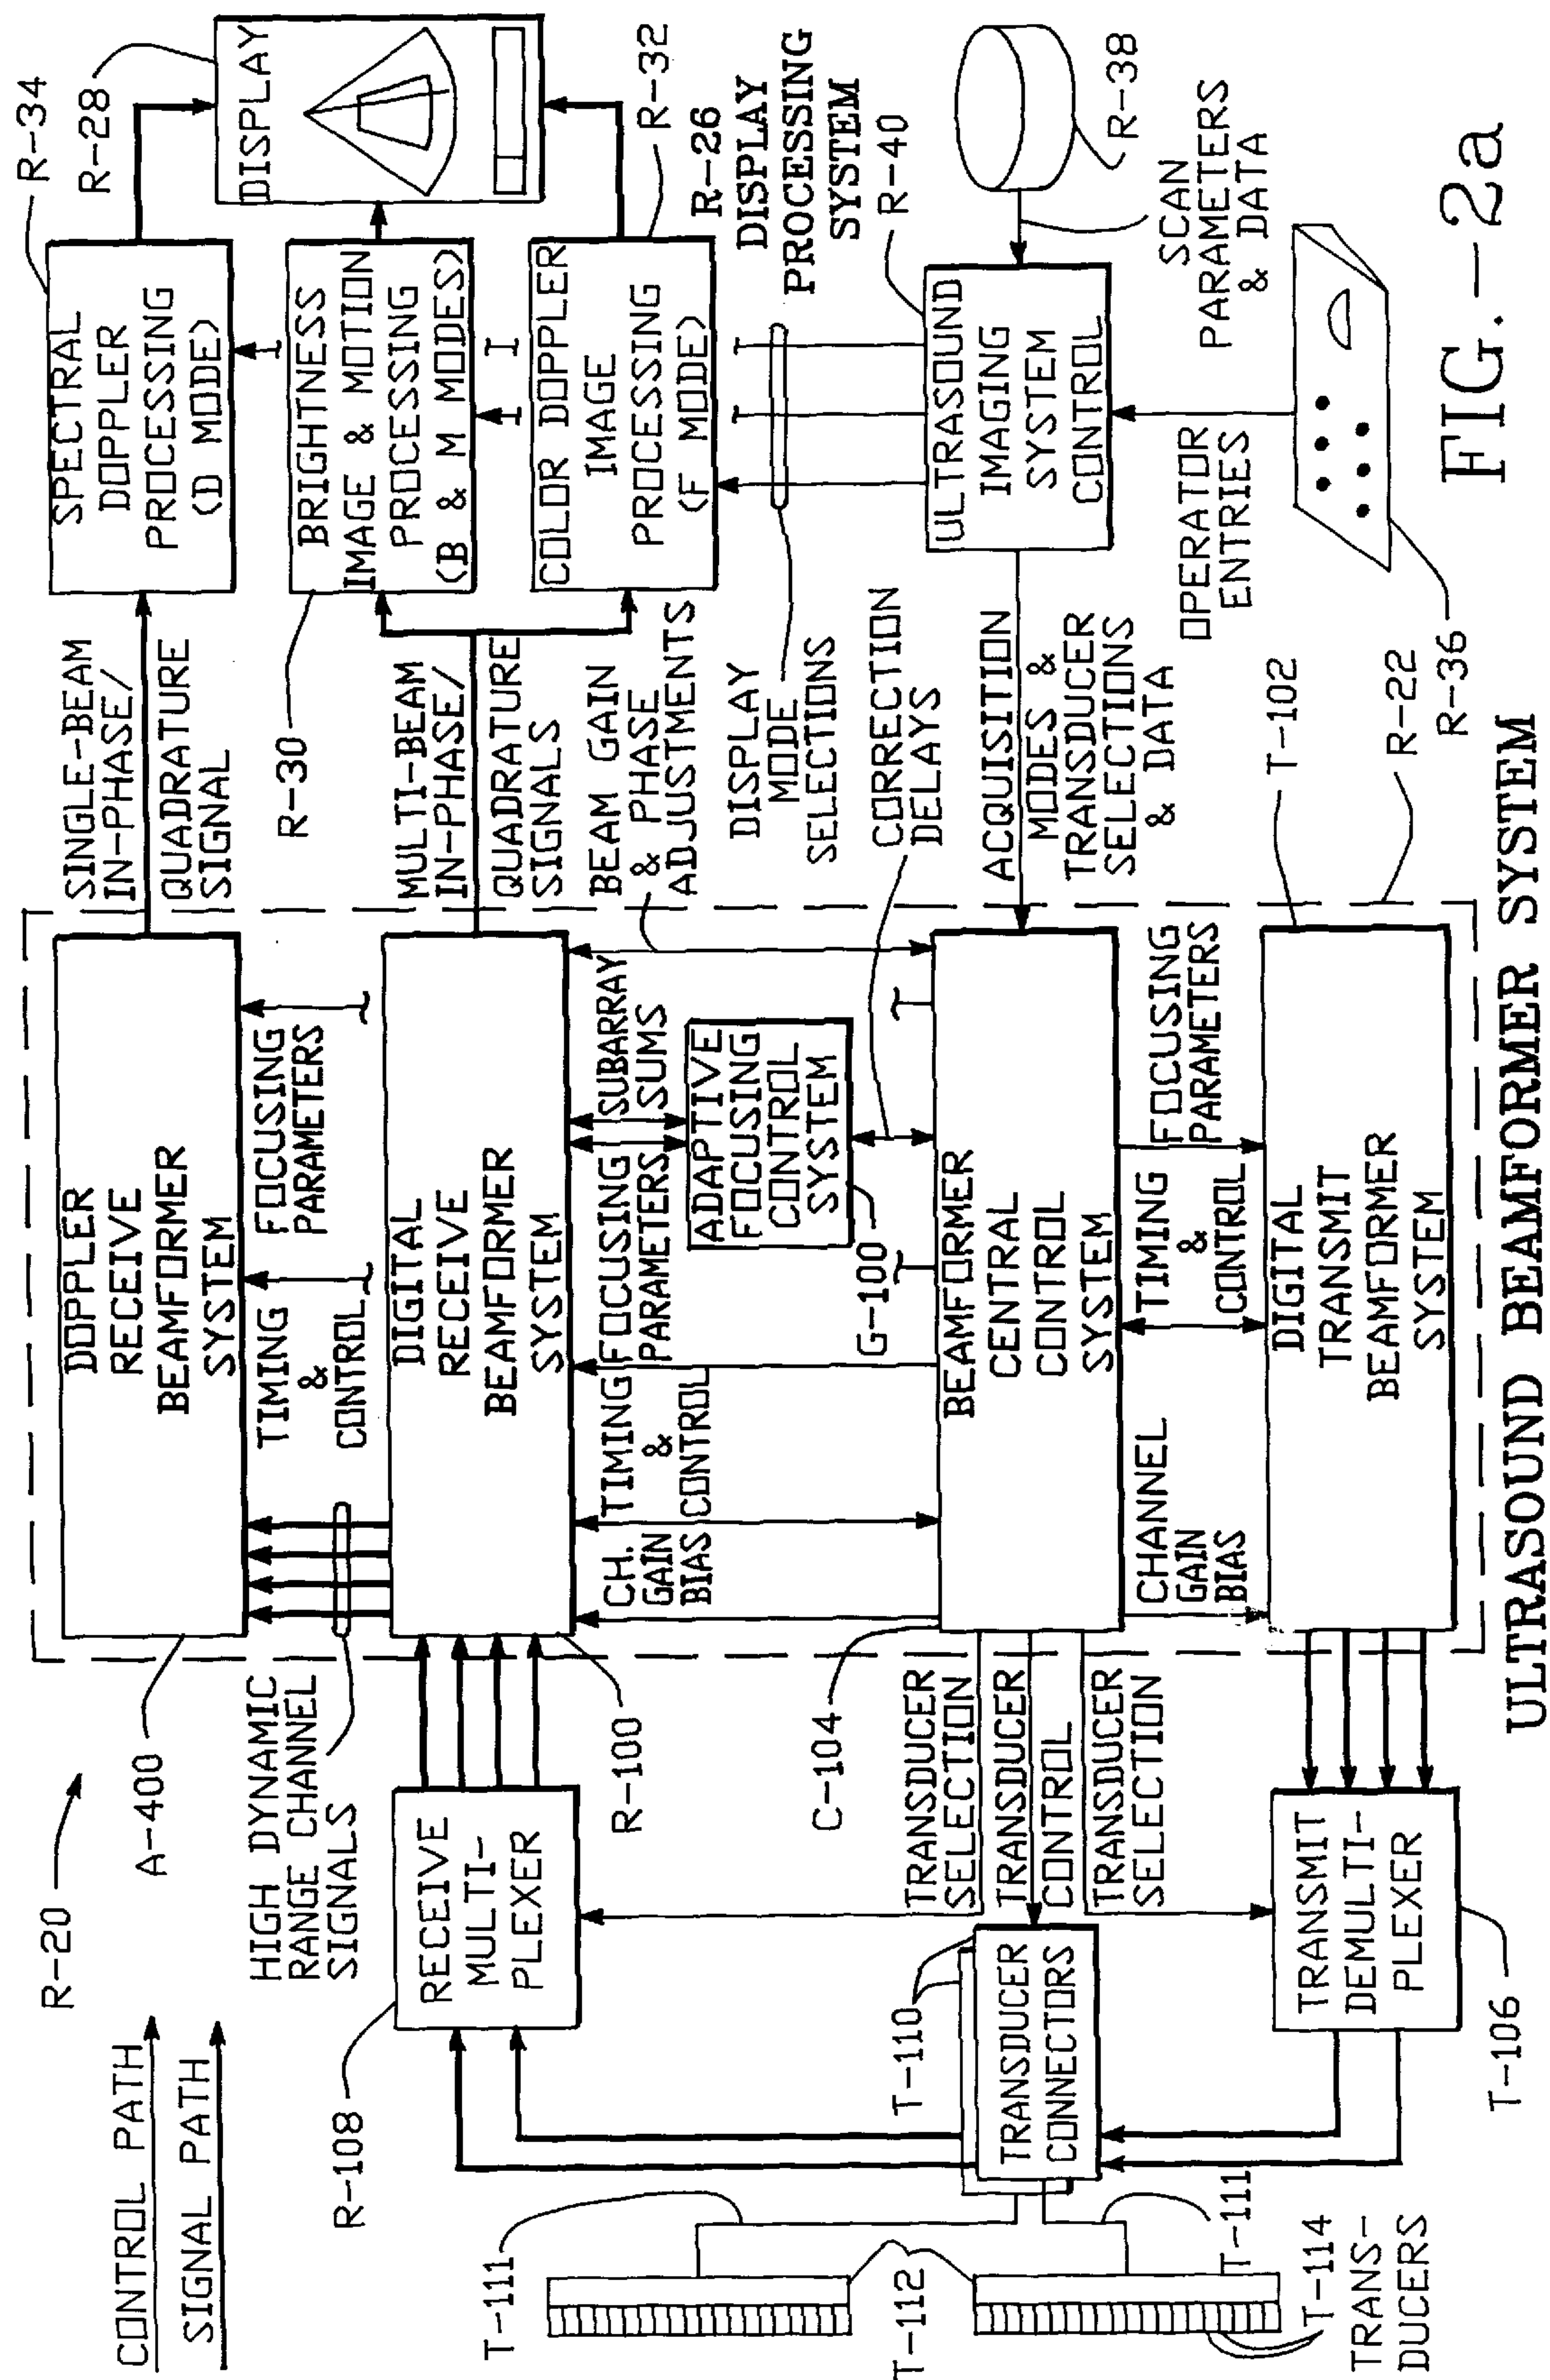 CONTROL PATH
SIGNAL PATH
R-20
A-400
HIGH DYNAMIC
RANGE CHANNEL
SIGNALS
DOPPLER
RECEIVE
BEAMFORMER
SYSTEM
SINGLE-BEAM
IN-PHASE/
QUADRATURE
SIGNAL
SPECTRAL
DOPPLER
PROCESSING
(D MODE)
R-34
R-28
DISPLAY
TIMING
&
CONTROL
FOCUSING
PARAMETERS
R-108
RECEIVE
MULTI-
PLEXER
R-100
DIGITAL
RECEIVE
BEAMFORMER
SYSTEM
MULTI-BEAM
IN-PHASE/
QUADRATURE
SIGNALS
R-30
BRIGHTNESS
IMAGE & MOTION
PROCESSING
(B & M MODES)
COLOR DOPPLER
IMAGE
PROCESSING
(F MODE)
R-32
R-26
DISPLAY
PROCESSING
SYSTEM
BEAM GAIN
& PHASE
ADJUSTMENTS
DISPLAY
MODE
SELECTIONS
CH.
GAIN
BIAS
TIMING
&
CONTROL
FOCUSING
PARAMETERS
SUBARRAY
SUMS
ADAPTIVE
FOCUSING
CONTROL
SYSTEM
G-100
CORRECTION
DELAYS
C-104
BEAMFORMER
CENTRAL
CONTROL
SYSTEM
ACQUISITION
MODES &
TRANSDUCER
SELECTIONS
& DATA
R-40
ULTRASOUND
IMAGING
SYSTEM
CONTROL
R-38
SCAN
PARAMETERS
& DATA
OPERATOR
ENTRIES
R-36
TRANSDUCER
SELECTION
TRANSDUCER
CONTROL
TRANSDUCER
SELECTION
T-110
TRANSDUCER
CONNECTORS
T-111
T-112
T-111
T-114
TRANS-
DUCERS
CHANNEL
GAIN
BIAS
TIMING
&
CONTROL
FOCUSING
PARAMETERS
T-102
DIGITAL
TRANSMIT
BEAMFORMER
SYSTEM
R-22
TRANSMIT
DEMULTI-
PLEXER
T-106
ULTRASOUND BEAMFORMER SYSTEM
FIG.-2a